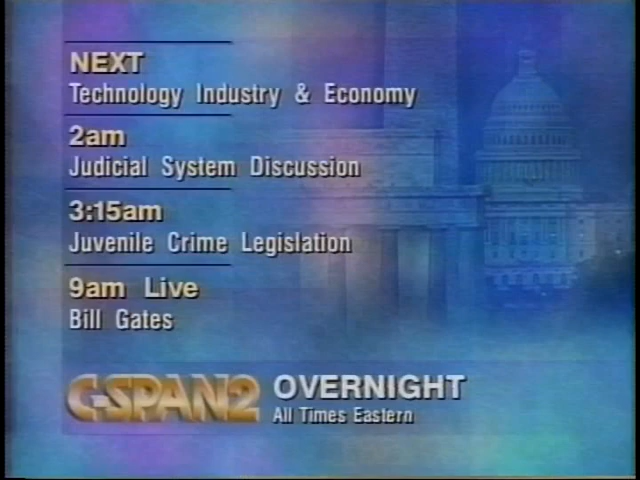 NEXT
Technology Industry & Economy
2am
Judicial System Discussion
3:15am
Juvenile Crime Legislation
9am Live
Bill Gates
C-SPAN2 OVERNIGHT
All Times Eastern